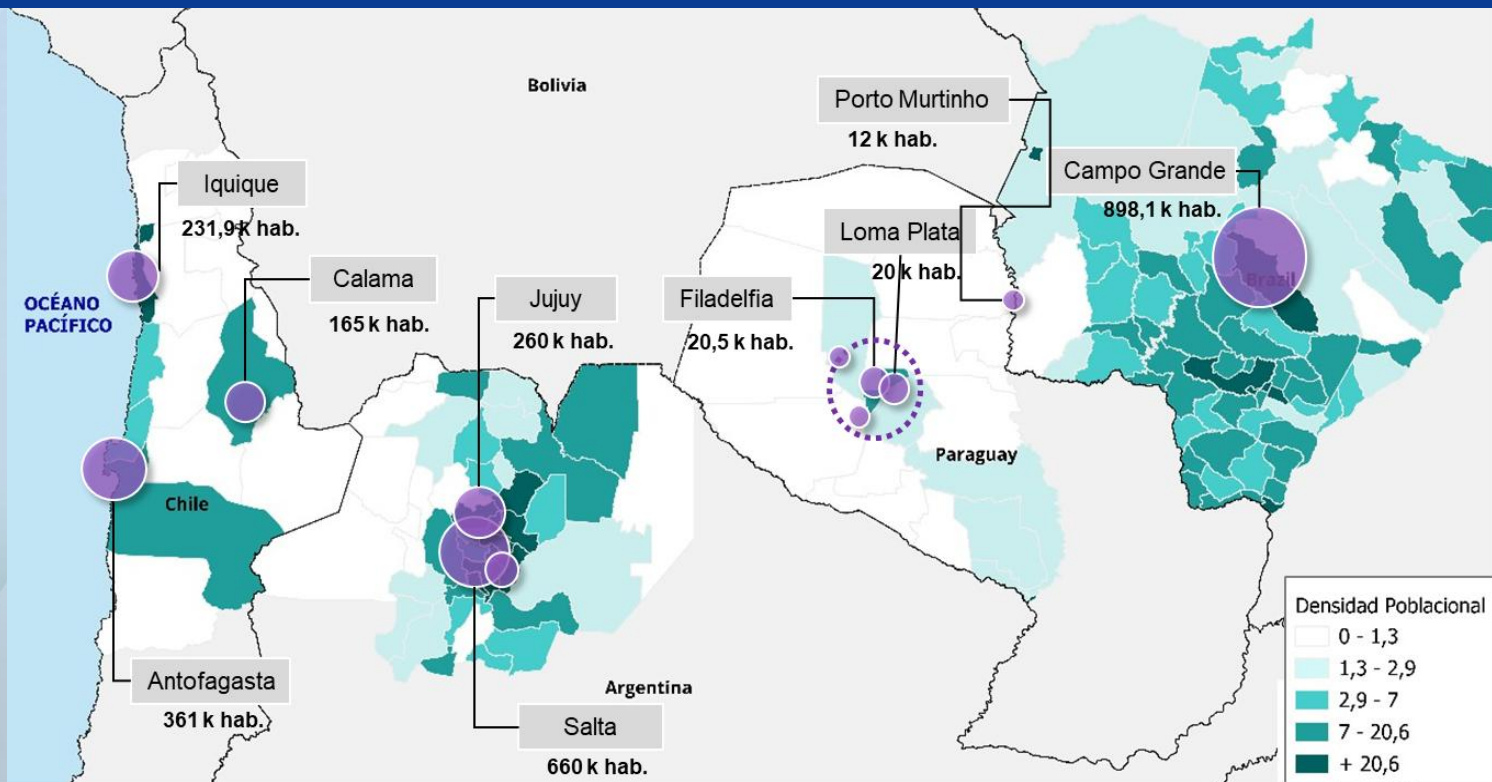 Bolivia
Porto Murtinho
12 k hab.
Iquique
231,9 k hab.
Campo Grande
898,1 k hab.
Brazil
Loma Plata
20 k hab.
Calama
165 k hab.
Jujuy
260 k hab.
Filadelfia
20,5 k hab.
OCÉANO
PACÍFICO
Paraguay
Chile
Antofagasta
361 k hab.
Argentina
Salta
660 k hab.
Densidad Poblacional
0 - 1,3
1,3 - 2,9
2,9 - 7
7 - 20,6
+ 20,6